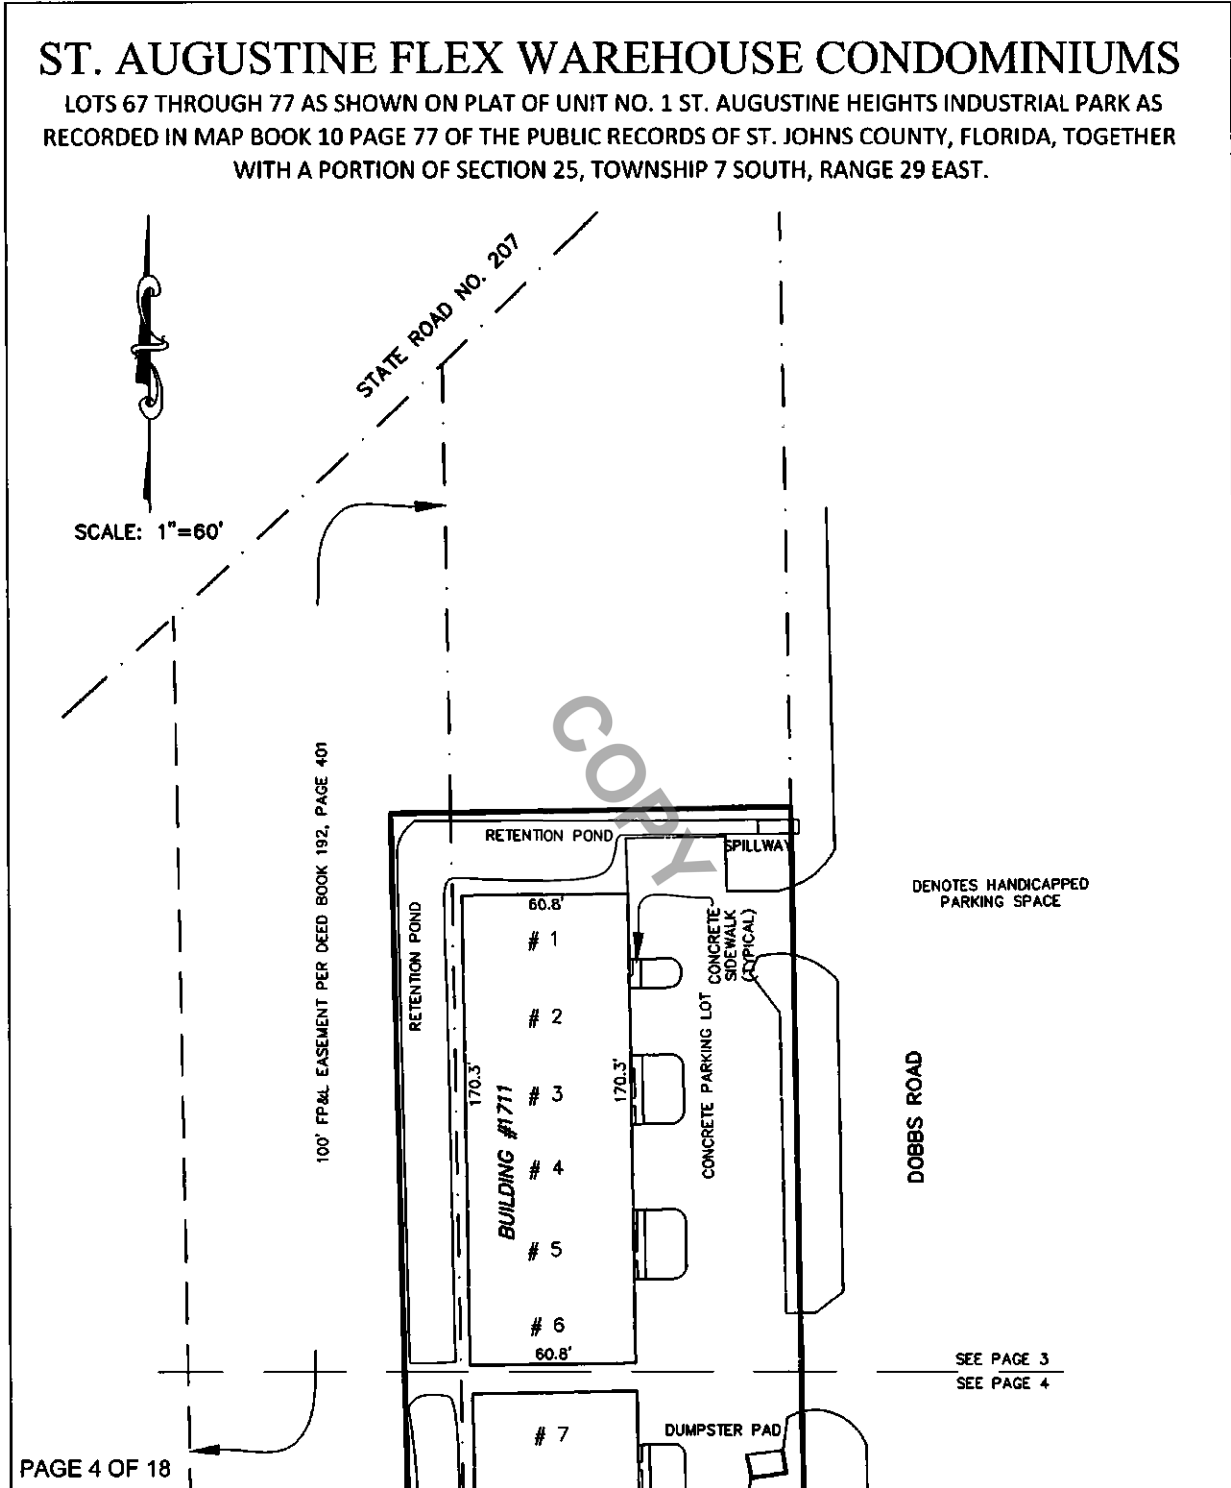 ST. AUGUSTINE FLEX WAREHOUSE CONDOMINIUMS
LOTS 67 THROUGH 77 AS SHOWN ON PLAT OF UNIT NO. 1 ST. AUGUSTINE HEIGHTS INDUSTRIAL PARK AS
RECORDED IN MAP BOOK 10 PAGE 77 OF THE PUBLIC RECORDS OF ST. JOHNS COUNTY, FLORIDA, TOGETHER
WITH A PORTION OF SECTION 25, TOWNSHIP 7 SOUTH, RANGE 29 EAST.
STATE ROAD NO. 207
SCALE: 1"=60'
100' FP&L EASEMENT PER DEED BOOK 192, PAGE 401
COPY
RETENTION POND
SPILLWAY
DENOTES HANDICAPPED
PARKING SPACE
RETENTION POND
60.8'
# 1
CONCRETE
SIDEWALK
(TYPICAL)
# 2
170.3'
BUILDING #1711
# 3
170.3'
CONCRETE PARKING LOT
DOBBS ROAD
# 4
# 5
# 6
60.8'
SEE PAGE 3
SEE PAGE 4
# 7
DUMPSTER PAD
PAGE 4 OF 18